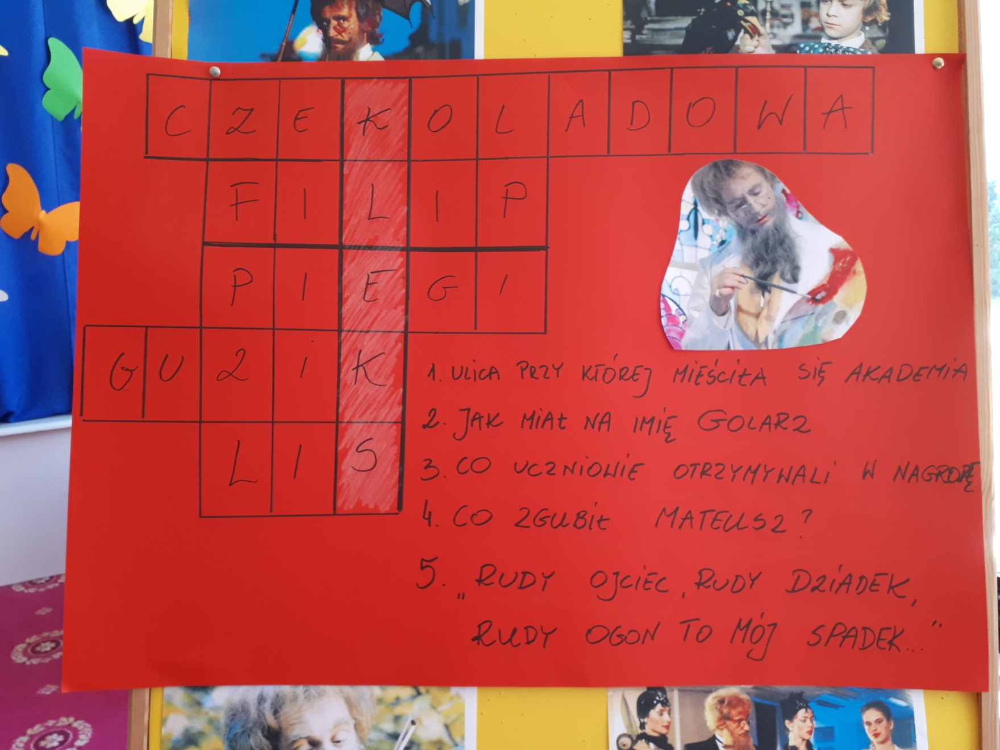 CZEKOLADOWA
FILIP
PIEGI
GUZiK
LIS
1. ULiCA PRZY KTÓREJ MiEŚCiŁA SiĘ AKADEMiA
2. JAK MiAŁ NA IMIĘ GOLARZ
3. CO UCZNIOWIE OTRZYMYWALi W NAGRODĘ
4. CO ZGUBiŁ MATEUSZ?
5. „RUDY OJCiEC, RUDY DZiADEK,
RUDY OGON TO MÓJ SPADEK..."